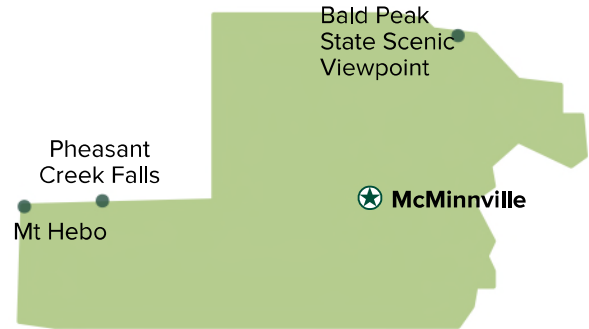 Bald Peak
State Scenic
Viewpoint
Pheasant
Creek Falls
McMinnville
Mt Hebo